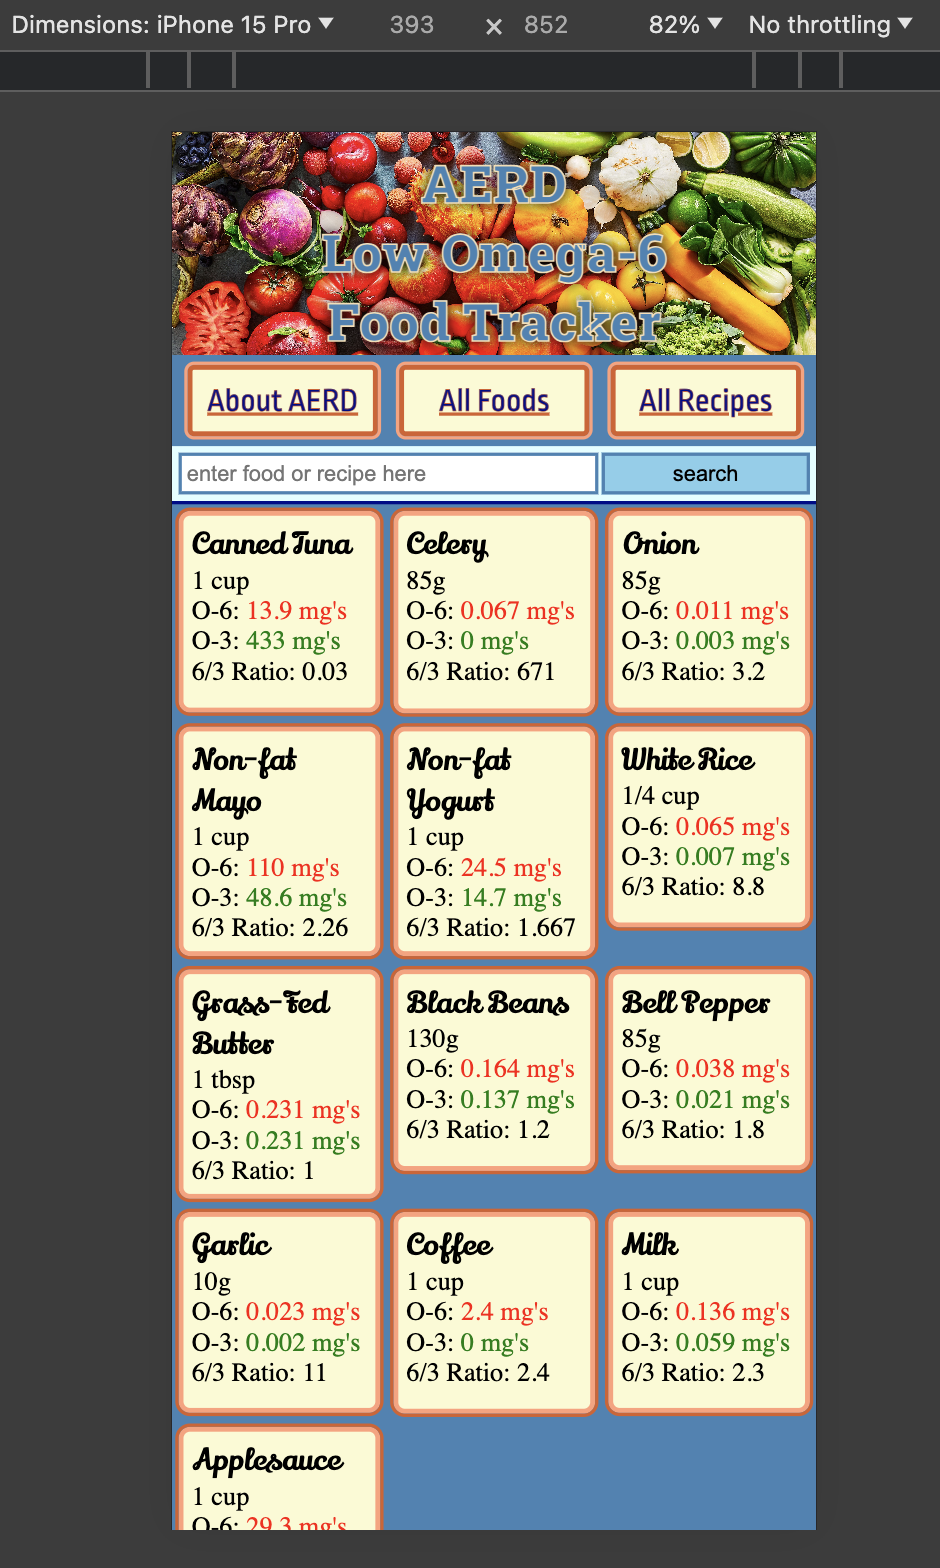 Dimensions: iPhone 15 Pro ▼ 393 × 852 82% ▼ No throttling ▼
AERD
Low Omega-6
Food Tracker
About AERD
All Foods
All Recipes
enter food or recipe here
search
Canned Tuna
1 cup
O-6: 13.9 mg's
O-3: 433 mg's
6/3 Ratio: 0.03
Celery
85g
O-6: 0.067 mg's
O-3: 0 mg's
6/3 Ratio: 671
Onion
85g
O-6: 0.011 mg's
O-3: 0.003 mg's
6/3 Ratio: 3.2
Non-fat
Mayo
1 cup
O-6: 110 mg's
O-3: 48.6 mg's
6/3 Ratio: 2.26
Non-fat
Yogurt
1 cup
O-6: 24.5 mg's
O-3: 14.7 mg's
6/3 Ratio: 1.667
White Rice
1/4 cup
O-6: 0.065 mg's
O-3: 0.007 mg's
6/3 Ratio: 8.8
Grass-Fed
Butter
1 tbsp
O-6: 0.231 mg's
O-3: 0.231 mg's
6/3 Ratio: 1
Black Beans
130g
O-6: 0.164 mg's
O-3: 0.137 mg's
6/3 Ratio: 1.2
Bell Pepper
85g
O-6: 0.038 mg's
O-3: 0.021 mg's
6/3 Ratio: 1.8
Garlic
10g
O-6: 0.023 mg's
O-3: 0.002 mg's
6/3 Ratio: 11
Coffee
1 cup
O-6: 2.4 mg's
O-3: 0 mg's
6/3 Ratio: 2.4
Milk
1 cup
O-6: 0.136 mg's
O-3: 0.059 mg's
6/3 Ratio: 2.3
Applesauce
1 cup
O-6: 29.3 mg's